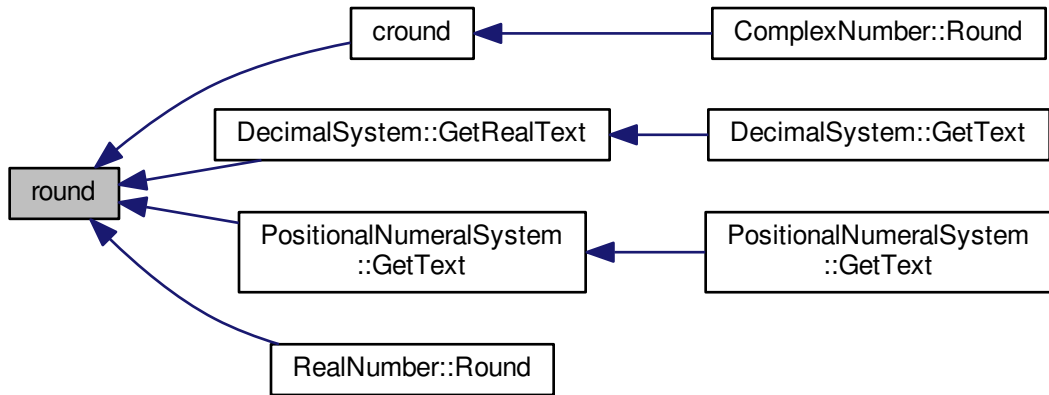 cround
ComplexNumber::Round
DecimalSystem::GetRealText
DecimalSystem::GetText
round
PositionalNumeralSystem
::GetText
PositionalNumeralSystem
::GetText
RealNumber::Round